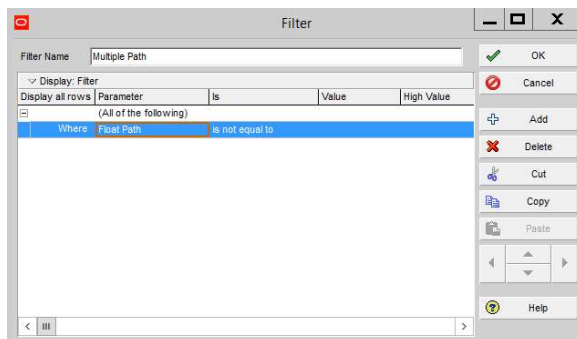 Filter
Filter Name Multiple Path
Display: Filter
Display all rows Parameter Is Value High Value
(All of the following)
Where Float Path is not equal to
OK
Cancel
Add
Delete
Cut
Copy
Paste
Help